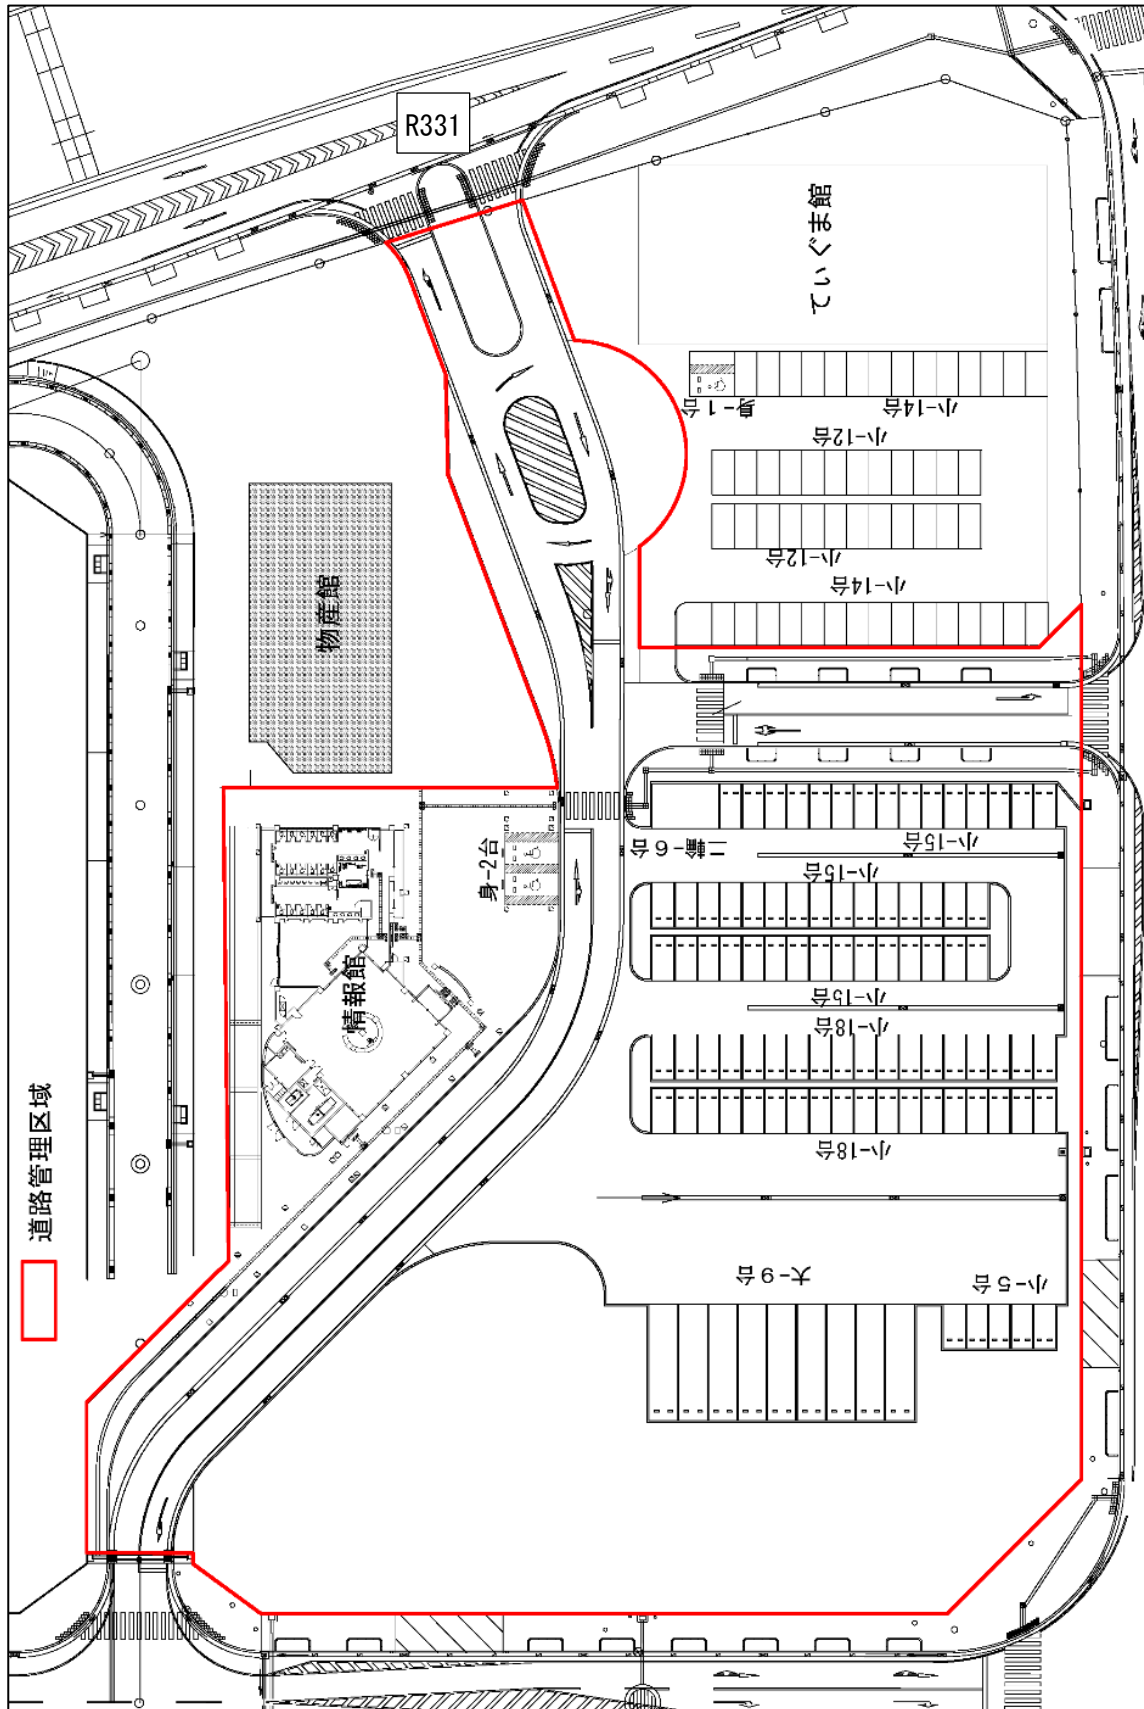 R331
ていぐま館
身-1台
小-14台
小-12台
小-12台
小-14台
物産館
二輪-6台
小-15台
身-2台
小-15台
情報館
小-15台
小-18台
道路管理区域
小-18台
大-9台
小-5台